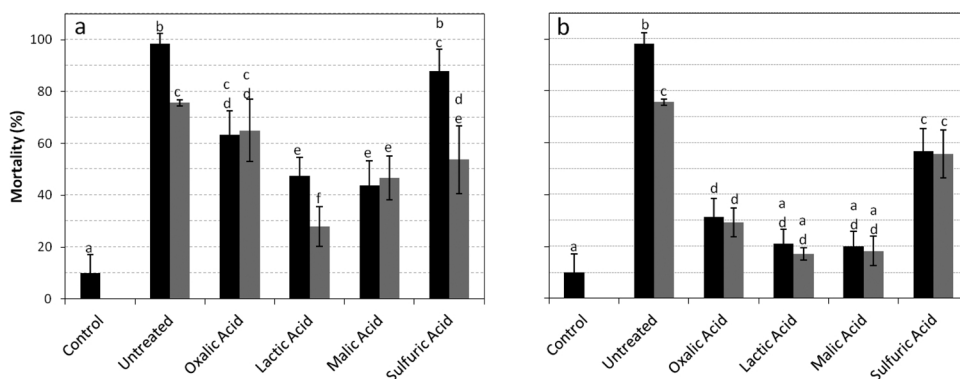 a
b
Mortality (%)
100
80
60
40
20
0
a
b
c
c
d
c
d
e
f
e
e
b
c
d
e
a
b
c
d
d
a
d
a
d
a
d
a
d
c
c
Control
Untreated
Oxalic Acid
Lactic Acid
Malic Acid
Sulfuric Acid
Control
Untreated
Oxalic Acid
Lactic Acid
Malic Acid
Sulfuric Acid